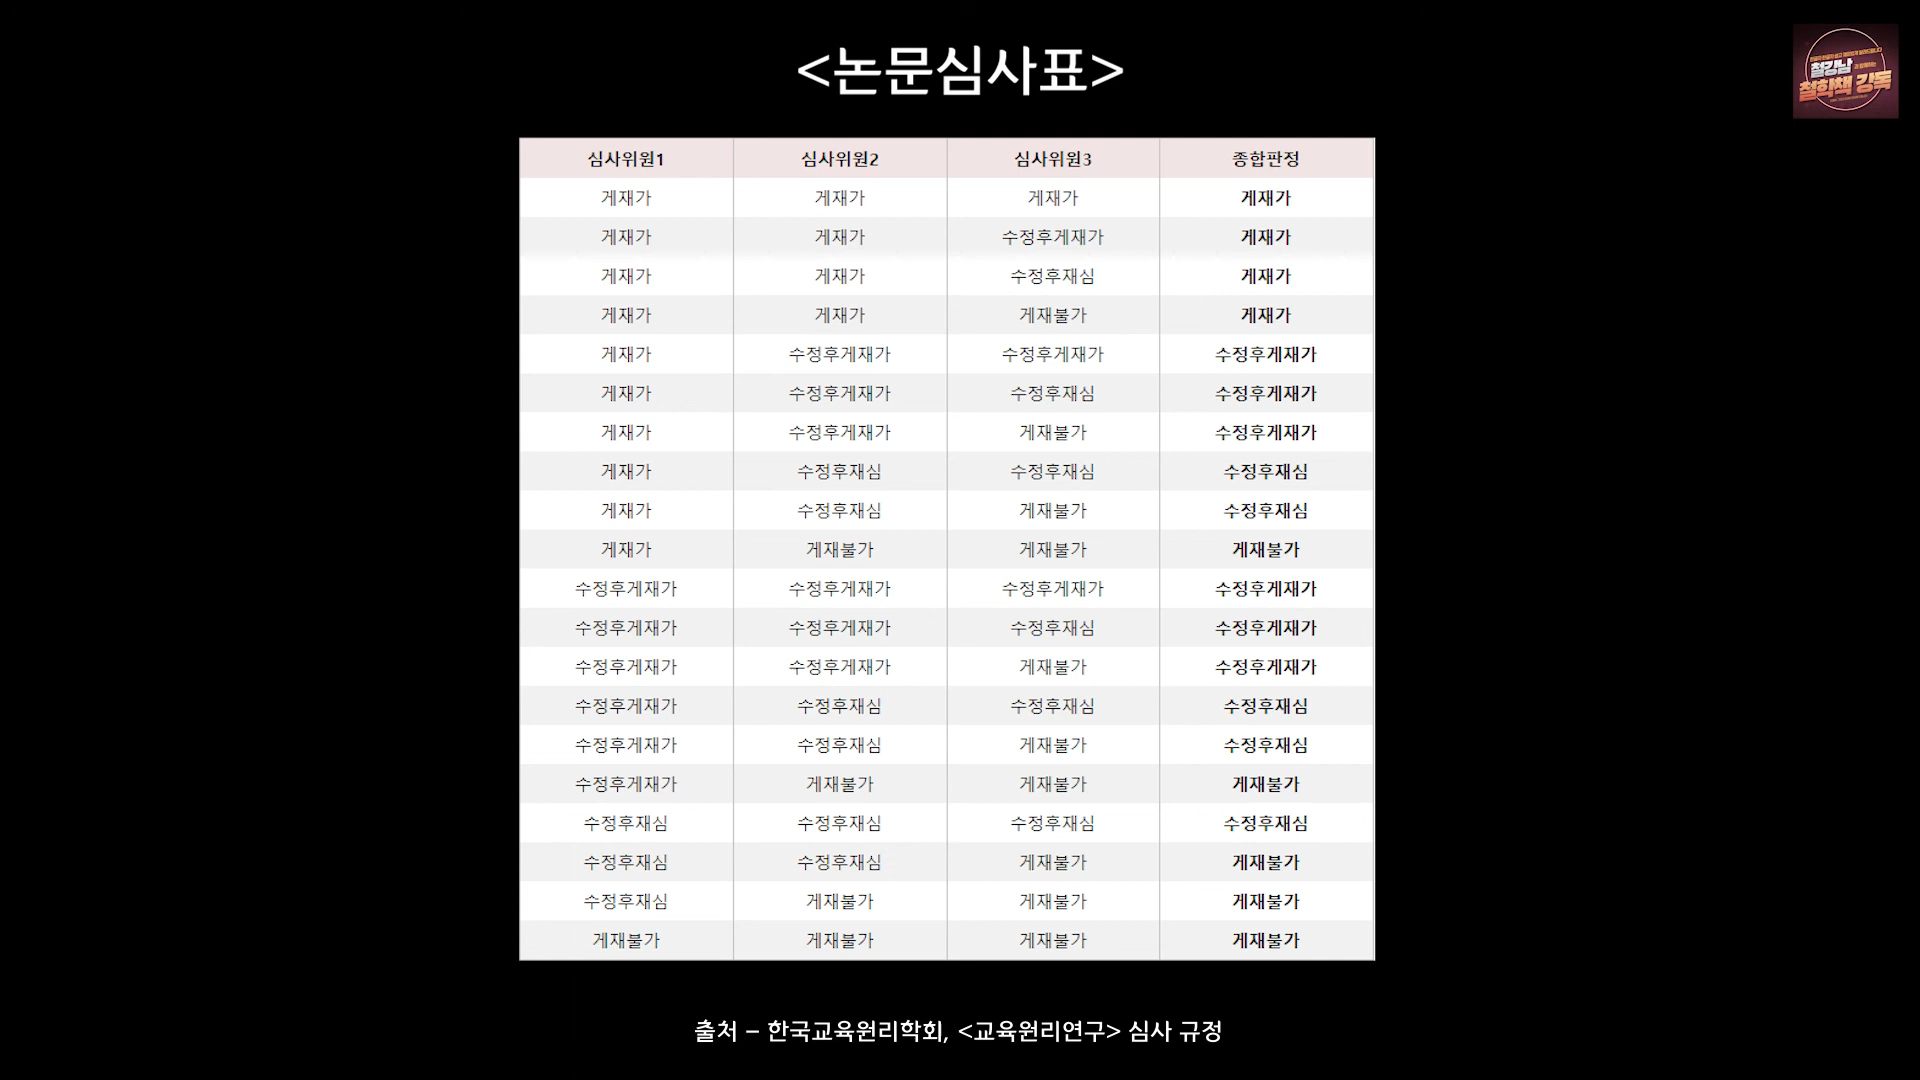 <논문심사표>
철강남
철학책 강독
심사위원1 심사위원2 심사위원3 종합판정
게재가 게재가 게재가 게재가
게재가 게재가 수정후게재가 게재가
게재가 게재가 수정후재심 게재가
게재가 게재가 게재불가 게재가
게재가 수정후게재가 수정후게재가 수정후게재가
게재가 수정후게재가 수정후재심 수정후게재가
게재가 수정후게재가 게재불가 수정후게재가
게재가 수정후재심 수정후재심 수정후재심
게재가 수정후재심 게재불가 수정후재심
게재가 게재불가 게재불가 게재불가
수정후게재가 수정후게재가 수정후게재가 수정후게재가
수정후게재가 수정후게재가 수정후재심 수정후게재가
수정후게재가 수정후게재가 게재불가 수정후게재가
수정후게재가 수정후재심 수정후재심 수정후재심
수정후게재가 수정후재심 게재불가 수정후재심
수정후게재가 게재불가 게재불가 게재불가
수정후재심 수정후재심 수정후재심 수정후재심
수정후재심 수정후재심 게재불가 게재불가
수정후재심 게재불가 게재불가 게재불가
게재불가 게재불가 게재불가 게재불가
출처 – 한국교육원리학회, <교육원리연구> 심사 규정